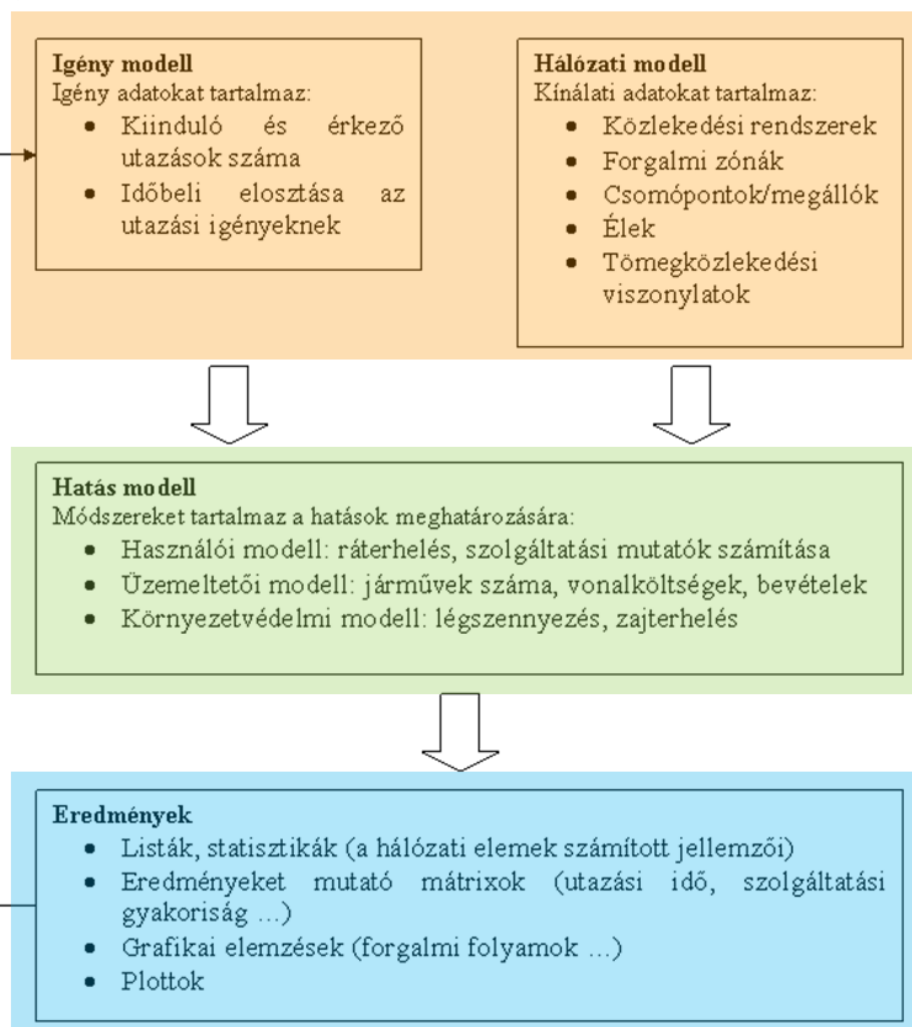 Igény modell
Igény adatokat tartalmaz:
• Kiinduló és érkező
utazások száma
• Időbeli elosztása az
utazási igényeknek
Hálózati modell
Kínálati adatokat tartalmaz:
• Közlekedési rendszerek
• Forgalmi zónák
• Csomópontok/megállók
• Élek
• Tömegközlekedési
viszonylatok
Hatás modell
Módszereket tartalmaz a hatások meghatározására:
• Használói modell: ráterhelés, szolgáltatási mutatók számítása
• Üzemeltetői modell: járművek száma, vonalköltségek, bevételek
• Környezetvédelmi modell: légszennyezés, zajterhelés
Eredmények
• Listák, statisztikák (a hálózati elemek számított jellemzői)
• Eredményeket mutató mátrixok (utazási idő, szolgáltatási
gyakoriság ...)
• Grafikai elemzések (forgalmi folyamok ...)
• Plottok